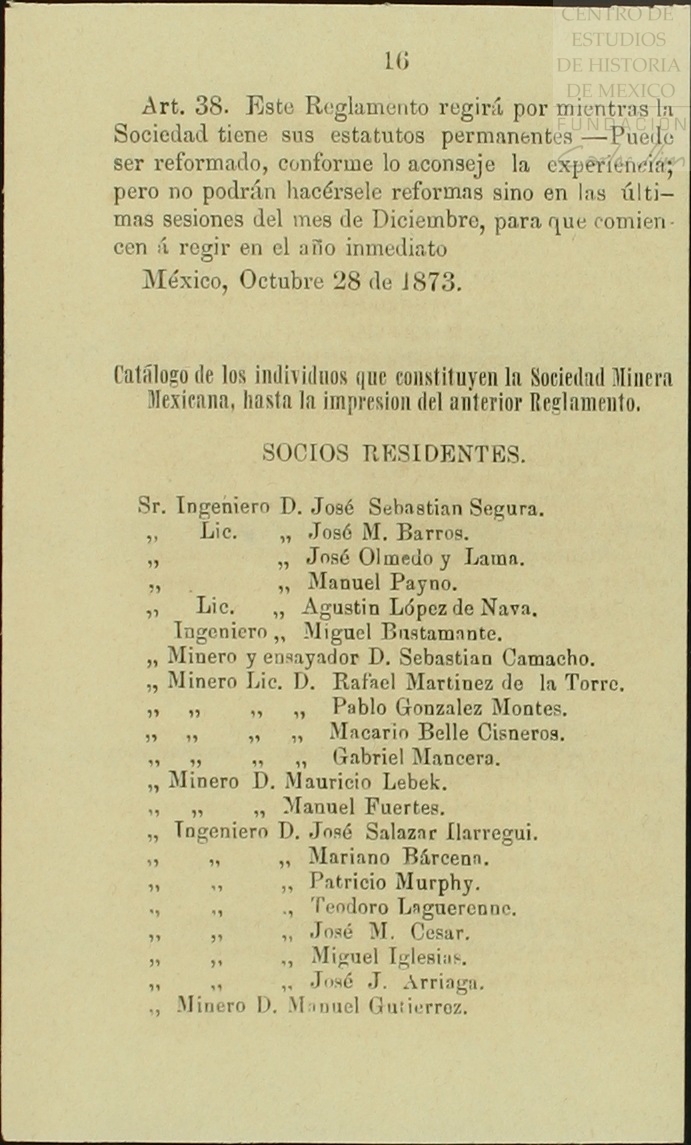 CENTRO DE
ESTUDIOS
DE HISTORIA
DE MEXICO
FUNDACIÓN
16
Art. 38. Este Reglamento regirá por mientras la
Sociedad tiene sus estatutos permanentes —Puede
ser reformado, conforme lo aconseje la experiencia;
pero no podrán hacérsele reformas sino en las últi-
mas sesiones del mes de Diciembre, para que comien-
cen á regir en el año inmediato
México, Octubre 28 de 1873.
Catálogo de los individuos que constituyen la Sociedad Minera
Mexicana, hasta la impresion del anterior Reglamento.
SOCIOS RESIDENTES.
Sr. Ingeniero D. José Sebastian Segura.
„ Lic. „ José M. Barros.
„ „ José Olmedo y Lama.
„ „ Manuel Payno.
„ Lic. „ Agustin López de Nava.
Ingeniero „ Miguel Bustamante.
„ Minero y ensayador D. Sebastian Camacho.
„ Minero Lic. D. Rafael Martinez de la Torre.
„ „ „ „ Pablo Gonzalez Montes.
„ „ „ „ Macario Belle Cisneros.
„ „ „ „ Gabriel Mancera.
„ Minero D. Mauricio Lebek.
„ „ „ Manuel Fuertes.
„ Ingeniero D. José Salazar Ilarregui.
„ „ „ Mariano Bárcena.
„ „ „ Patricio Murphy.
„ „ „ Teodoro Laguerenne.
„ „ „ José M. Cesar.
„ „ „ Miguel Iglesias.
„ „ „ José J. Arriaga.
„ Minero D. Manuel Gutierrez.